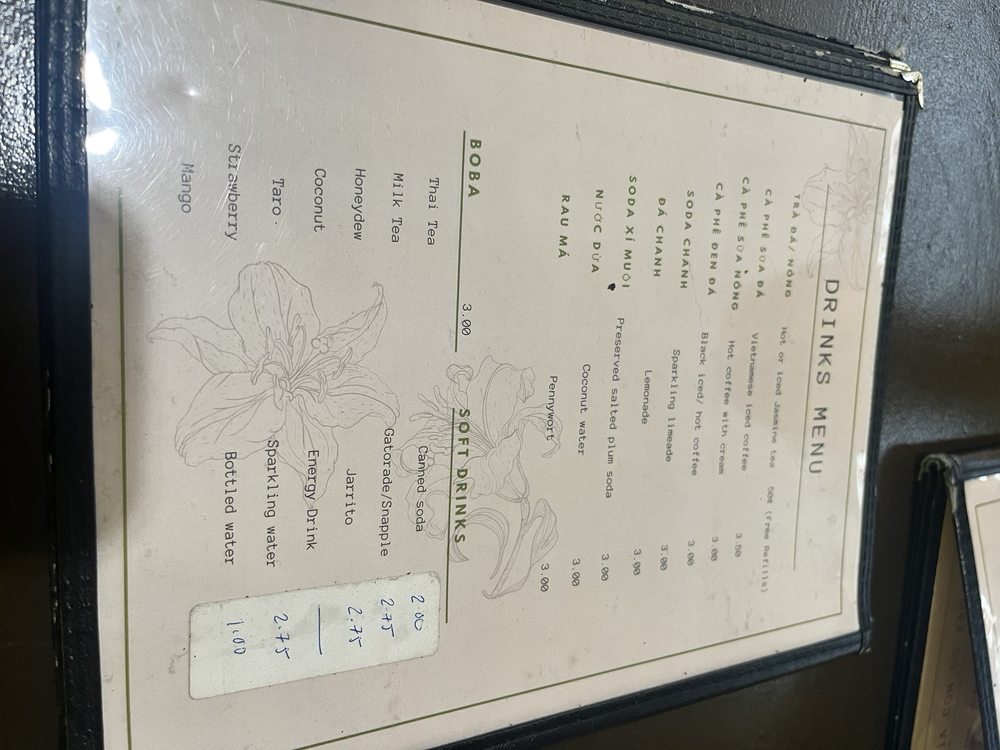 DRINKS MENU
TRÀ ĐÁ/ NÓNG Hot or iced Jasmine tea 50¢ (Free Refills)
CÀ PHÊ SỮA ĐÁ Vietnamese iced coffee 3.50
CÀ PHÊ SỮA NÓNG Hot coffee with cream 3.00
CÀ PHÊ ĐEN ĐÁ Black iced/ hot coffee 3.00
SODA CHANH Sparkling limeade 3.00
ĐÁ CHANH Lemonade 3.00
SODA XÍ MUỘI Preserved salted plum soda 3.00
NƯỚC DỪA Coconut water 3.00
RAU MÁ Pennywort 3.00
BOBA 3.00
Thai Tea
Milk Tea
Honeydew
Coconut
Taro
Strawberry
Mango
SOFT DRINKS
Canned soda 2.00
Gatorade/Snapple 2.75
Jarrito 2.75
Energy Drink —
Sparkling water 2.75
Bottled water 1.00